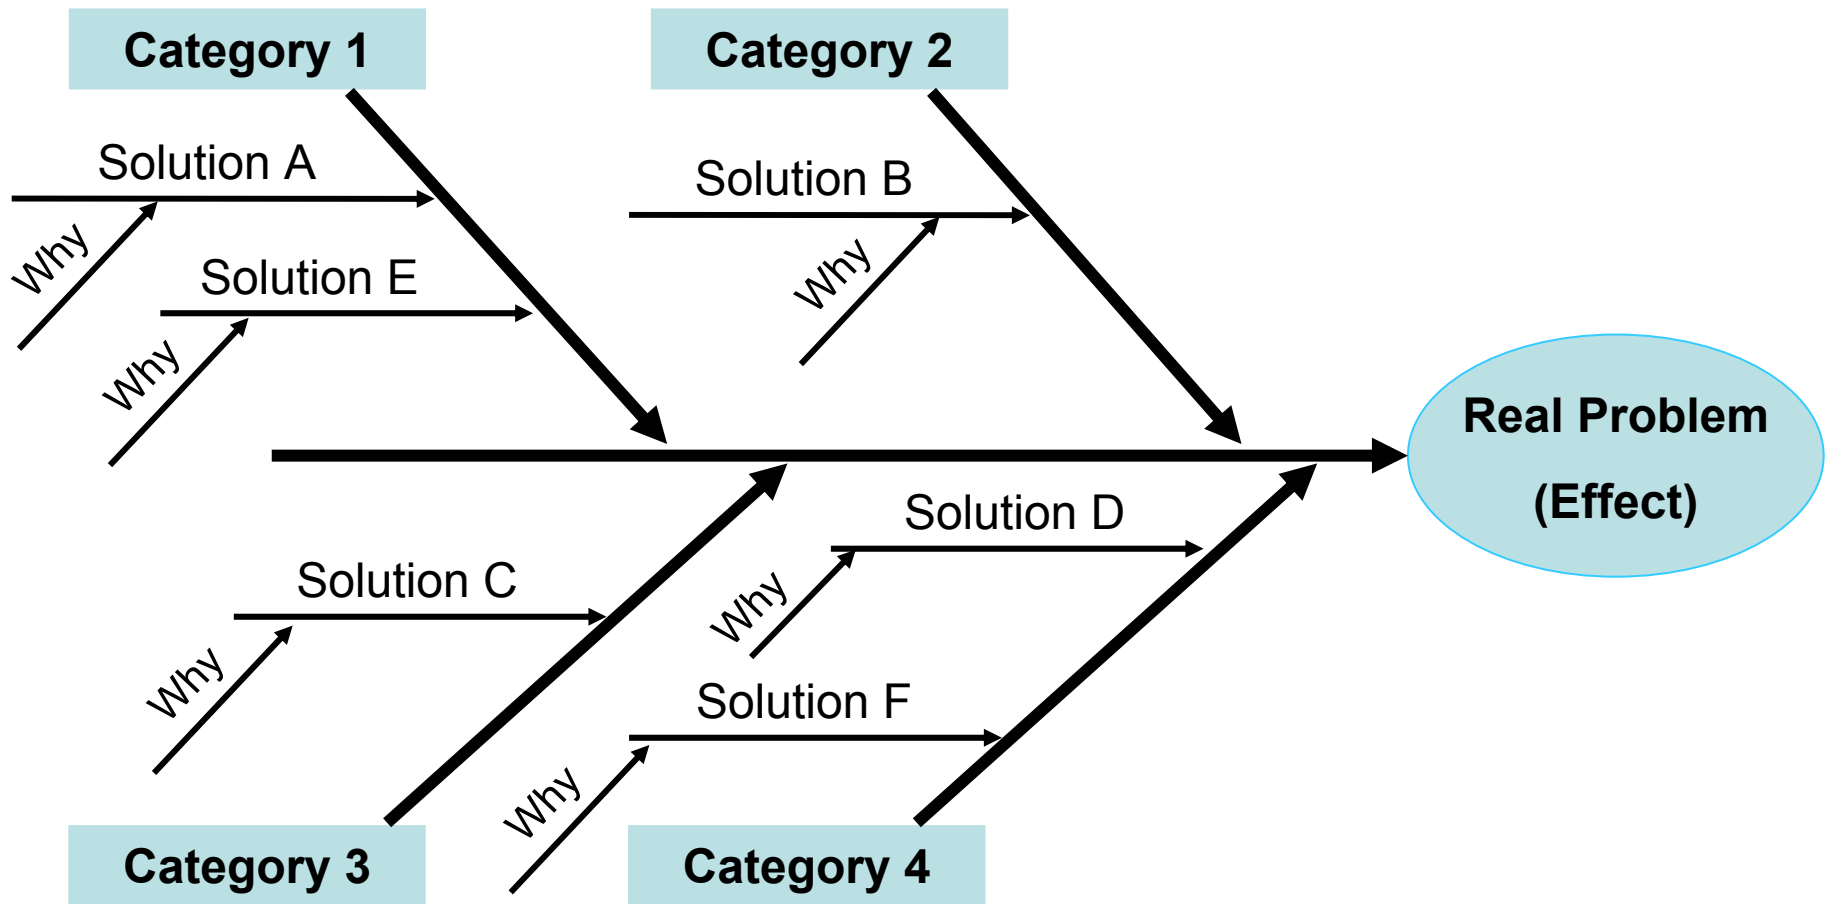 Category 1
Category 2
Solution A
Solution B
Why
Solution E
Why
Why
Real Problem
(Effect)
Solution D
Solution C
Why
Why
Solution F
Why
Category 3
Category 4